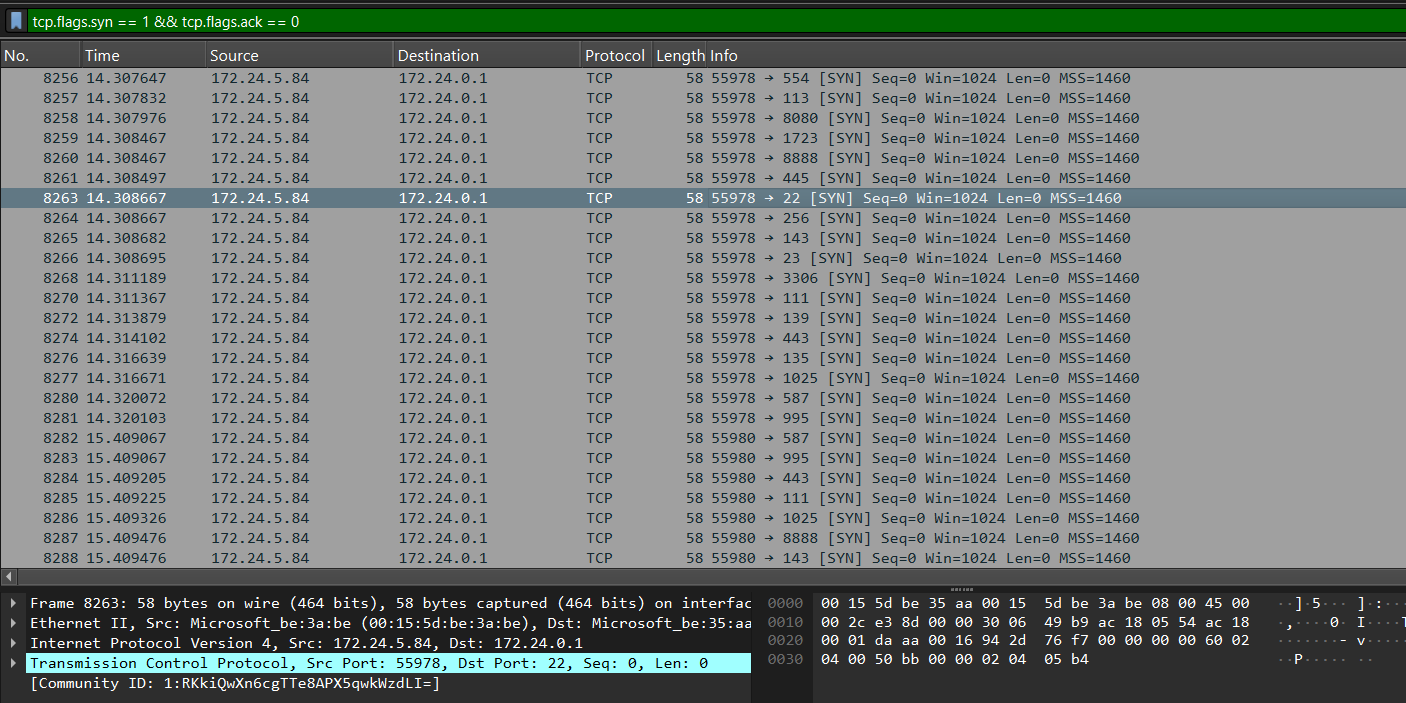 tcp.flags.syn == 1 && tcp.flags.ack == 0
No. Time Source Destination Protocol Length Info
8256 14.307647 172.24.5.84 172.24.0.1 TCP 58 55978 → 554 [SYN] Seq=0 Win=1024 Len=0 MSS=1460
8257 14.307832 172.24.5.84 172.24.0.1 TCP 58 55978 → 113 [SYN] Seq=0 Win=1024 Len=0 MSS=1460
8258 14.307976 172.24.5.84 172.24.0.1 TCP 58 55978 → 8080 [SYN] Seq=0 Win=1024 Len=0 MSS=1460
8259 14.308467 172.24.5.84 172.24.0.1 TCP 58 55978 → 1723 [SYN] Seq=0 Win=1024 Len=0 MSS=1460
8260 14.308467 172.24.5.84 172.24.0.1 TCP 58 55978 → 8888 [SYN] Seq=0 Win=1024 Len=0 MSS=1460
8261 14.308497 172.24.5.84 172.24.0.1 TCP 58 55978 → 445 [SYN] Seq=0 Win=1024 Len=0 MSS=1460
8263 14.308667 172.24.5.84 172.24.0.1 TCP 58 55978 → 22 [SYN] Seq=0 Win=1024 Len=0 MSS=1460
8264 14.308667 172.24.5.84 172.24.0.1 TCP 58 55978 → 256 [SYN] Seq=0 Win=1024 Len=0 MSS=1460
8265 14.308682 172.24.5.84 172.24.0.1 TCP 58 55978 → 143 [SYN] Seq=0 Win=1024 Len=0 MSS=1460
8266 14.308695 172.24.5.84 172.24.0.1 TCP 58 55978 → 23 [SYN] Seq=0 Win=1024 Len=0 MSS=1460
8268 14.311189 172.24.5.84 172.24.0.1 TCP 58 55978 → 3306 [SYN] Seq=0 Win=1024 Len=0 MSS=1460
8270 14.311367 172.24.5.84 172.24.0.1 TCP 58 55978 → 111 [SYN] Seq=0 Win=1024 Len=0 MSS=1460
8272 14.313879 172.24.5.84 172.24.0.1 TCP 58 55978 → 139 [SYN] Seq=0 Win=1024 Len=0 MSS=1460
8274 14.314102 172.24.5.84 172.24.0.1 TCP 58 55978 → 443 [SYN] Seq=0 Win=1024 Len=0 MSS=1460
8276 14.316639 172.24.5.84 172.24.0.1 TCP 58 55978 → 135 [SYN] Seq=0 Win=1024 Len=0 MSS=1460
8277 14.316671 172.24.5.84 172.24.0.1 TCP 58 55978 → 1025 [SYN] Seq=0 Win=1024 Len=0 MSS=1460
8280 14.320072 172.24.5.84 172.24.0.1 TCP 58 55978 → 587 [SYN] Seq=0 Win=1024 Len=0 MSS=1460
8281 14.320103 172.24.5.84 172.24.0.1 TCP 58 55978 → 995 [SYN] Seq=0 Win=1024 Len=0 MSS=1460
8282 15.409067 172.24.5.84 172.24.0.1 TCP 58 55980 → 587 [SYN] Seq=0 Win=1024 Len=0 MSS=1460
8283 15.409067 172.24.5.84 172.24.0.1 TCP 58 55980 → 995 [SYN] Seq=0 Win=1024 Len=0 MSS=1460
8284 15.409205 172.24.5.84 172.24.0.1 TCP 58 55980 → 443 [SYN] Seq=0 Win=1024 Len=0 MSS=1460
8285 15.409225 172.24.5.84 172.24.0.1 TCP 58 55980 → 111 [SYN] Seq=0 Win=1024 Len=0 MSS=1460
8286 15.409326 172.24.5.84 172.24.0.1 TCP 58 55980 → 1025 [SYN] Seq=0 Win=1024 Len=0 MSS=1460
8287 15.409476 172.24.5.84 172.24.0.1 TCP 58 55980 → 8888 [SYN] Seq=0 Win=1024 Len=0 MSS=1460
8288 15.409476 172.24.5.84 172.24.0.1 TCP 58 55980 → 143 [SYN] Seq=0 Win=1024 Len=0 MSS=1460
Frame 8263: 58 bytes on wire (464 bits), 58 bytes captured (464 bits) on interfac
Ethernet II, Src: Microsoft_be:3a:be (00:15:5d:be:3a:be), Dst: Microsoft_be:35:aa
Internet Protocol Version 4, Src: 172.24.5.84, Dst: 172.24.0.1
Transmission Control Protocol, Src Port: 55978, Dst Port: 22, Seq: 0, Len: 0
[Community ID: 1:RKkiQwXn6cgTTe8APX5qwkWzdLI=]
0000 00 15 5d be 35 aa 00 15 5d be 3a be 08 00 45 00 ··]·5··· ]·:···
0010 00 2c e3 8d 00 00 30 06 49 b9 ac 18 05 54 ac 18 ·,····0· I····T
0020 00 01 da aa 00 16 94 2d 76 f7 00 00 00 00 60 02 ·······- v·····
0030 04 00 50 bb 00 00 02 04 05 b4 ··P····· ··